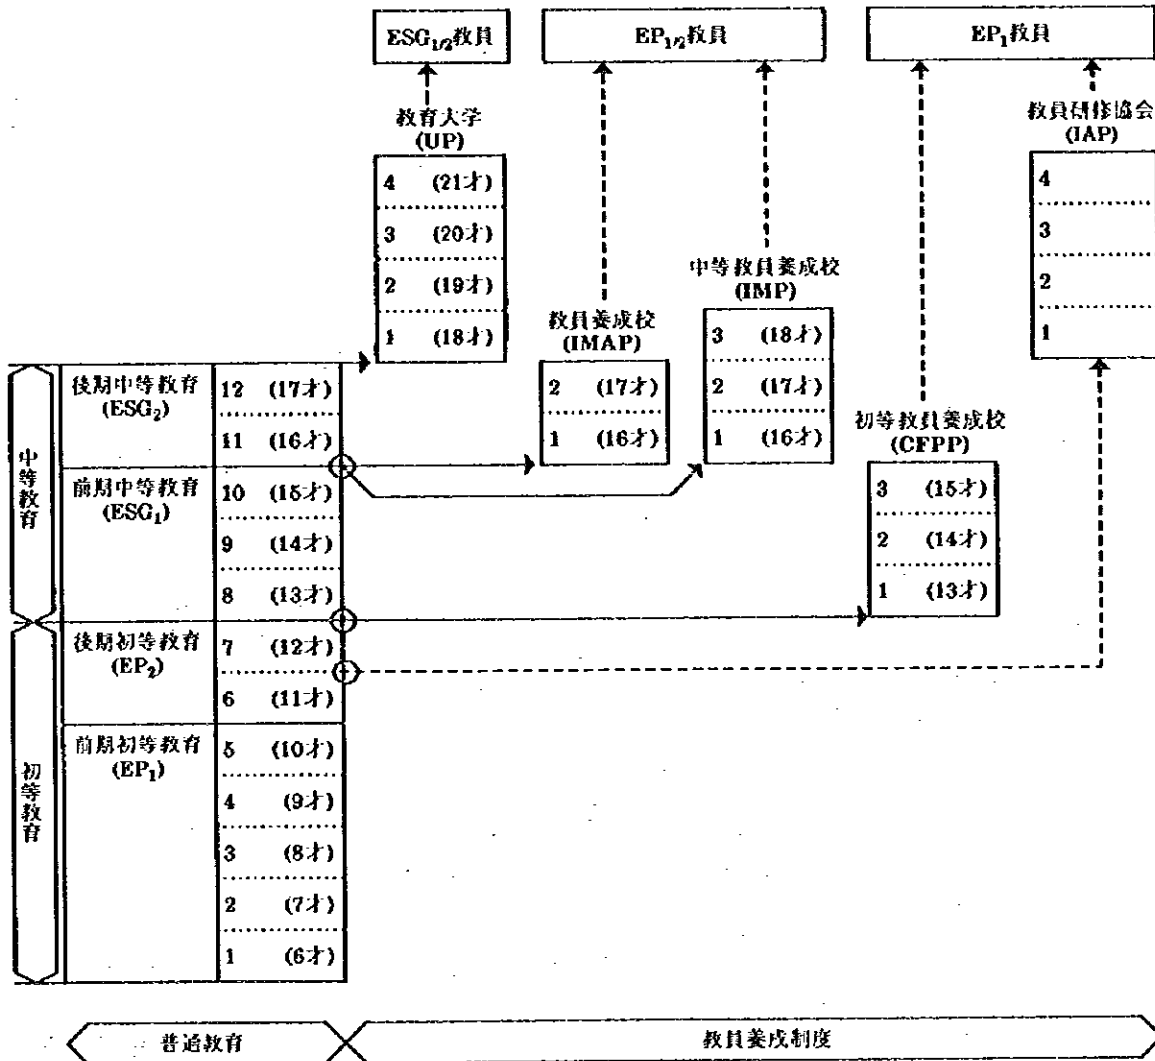 ESG1/2教員
EP1/2教員
EP1教員
教育大学
(UP)
4 (21才)
3 (20才)
2 (19才)
1 (18才)
教員養成校
(IMAP)
2 (17才)
1 (16才)
中等教員養成校
(IMP)
3 (18才)
2 (17才)
1 (16才)
初等教員養成校
(CFPP)
3 (15才)
2 (14才)
1 (13才)
教員研修協会
(IAP)
4
3
2
1
中等教育
後期中等教育
(ESG2)
12 (17才)
11 (16才)
前期中等教育
(ESG1)
10 (15才)
9 (14才)
8 (13才)
初等教育
後期初等教育
(EP2)
7 (12才)
6 (11才)
前期初等教育
(EP1)
5 (10才)
4 (9才)
3 (8才)
2 (7才)
1 (6才)
普通教育
教員養成制度